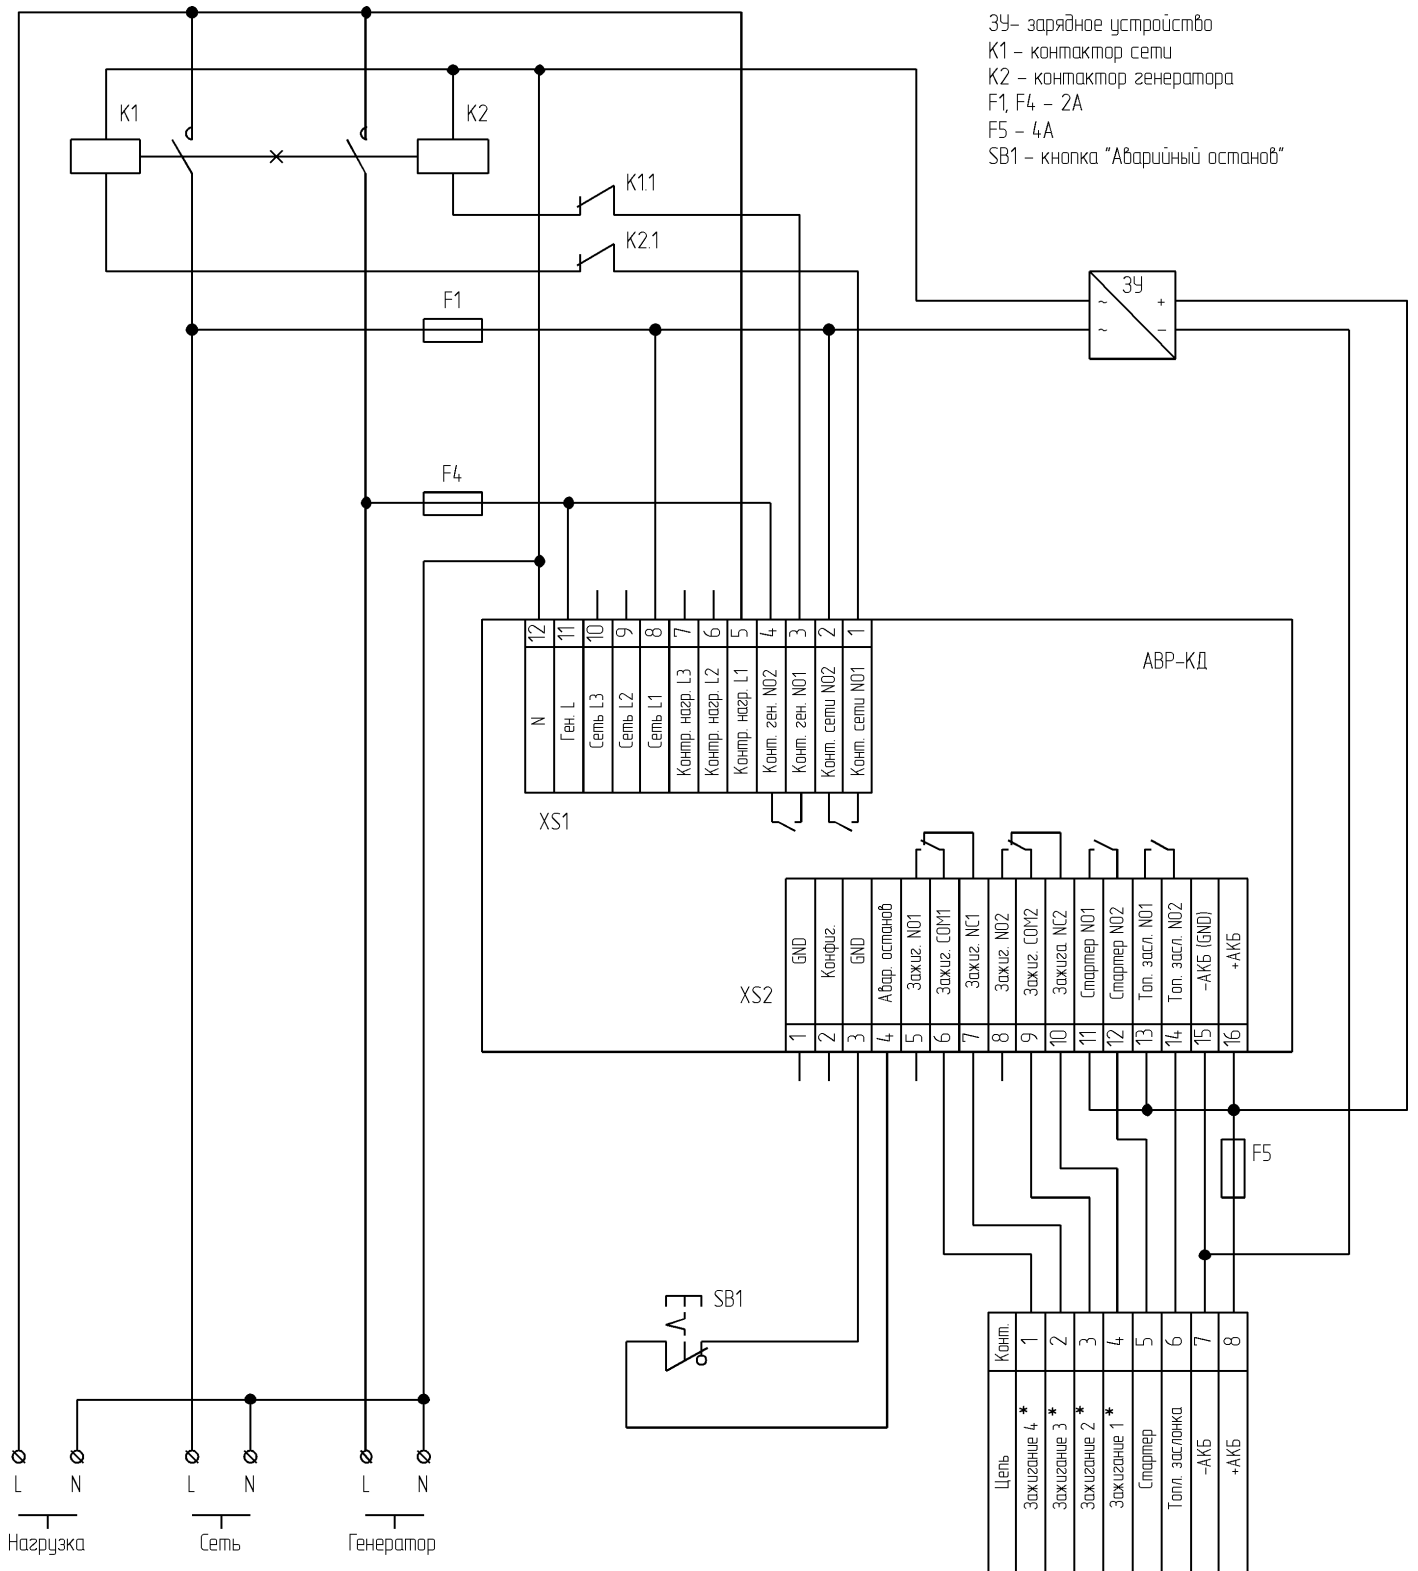 ЗУ- зарядное устройство
К1 - контактор сети
К2 - контактор генератора
F1, F4 - 2А
F5 - 4А
SB1 - кнопка "Аварийный останов"
К1
К2
К1.1
К2.1
F1
ЗУ
~ +
~ -
F4
АВР-КД
12 11 10 9 8 7 6 5 4 3 2 1
N
Ген. L
Сеть L3
Сеть L2
Сеть L1
Контр. нагр. L3
Контр. нагр. L2
Контр. нагр. L1
Конт. ген. NO2
Конт. ген. NO1
Конт. сети NO2
Конт. сети NO1
XS1
XS2
GND
Конфиг.
GND
Авар. останов
Зажиг. NO1
Зажиг. COM1
Зажиг. NC1
Зажиг. NO2
Зажиг. COM2
Зажига. NC2
Стартер NO1
Стартер NO2
Топ. засл. NO1
Топ. засл. NO2
-АКБ (GND)
+АКБ
1 2 3 4 5 6 7 8 9 10 11 12 13 14 15 16
F5
SB1
Конт. 1 2 3 4 5 6 7 8
Цепь
Зажигание 4*
Зажигание 3*
Зажигание 2*
Зажигание 1*
Стартер
Топл. заслонка
-АКБ
+АКБ
L N L N L N
Нагрузка
Сеть
Генератор